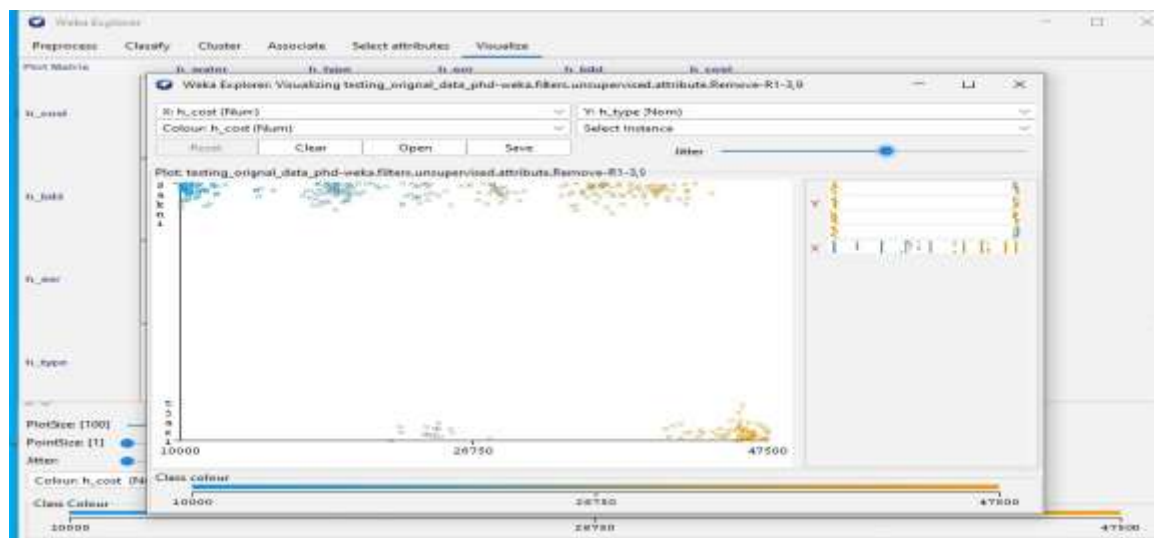 Weka Explorer
Preprocess Classify Cluster Associate Select attributes Visualize
Plot Matrix h_water h_type h_bdd h_cost
Weka Explorer: Visualizing testing_orignal_data_phd-weka.filters.unsupervised.attribute.Remove-R1-3,9
X: h_cost (Num) Y: h_type (Nom)
Colour: h_cost (Num) Select Instance
Reset Clear Open Save Jitter
Plot: testing_orignal_data_phd-weka.filters.unsupervised.attribute.Remove-R1-3,9
Y
X
h_cost
h_type
10000 28750 47500
PlotSize: [100]
PointSize: [1]
Jitter:
Colour: h_cost (N
Class colour
10000 28750 47500
Class Colour
10000 28750 47500